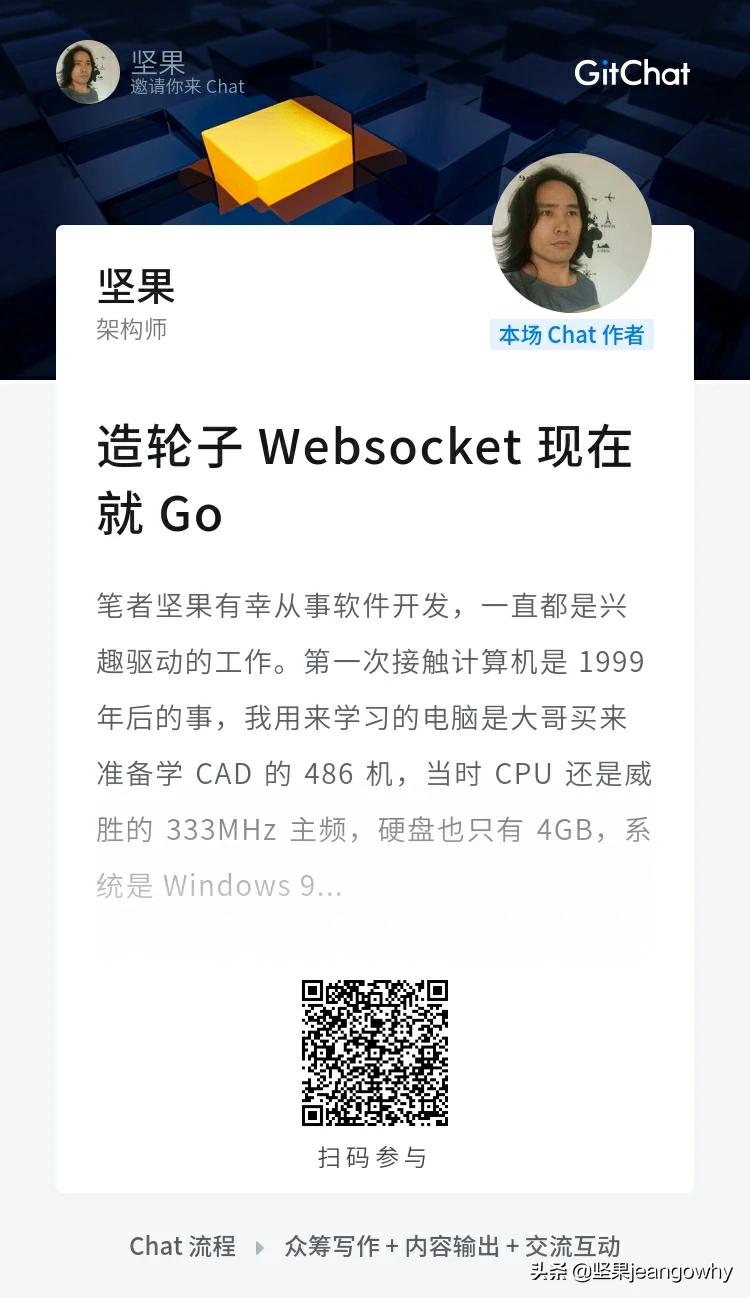 坚果
邀请你来 Chat
GitChat
坚果
架构师
本场 Chat 作者
造轮子 Websocket 现在
就 Go
笔者坚果有幸从事软件开发，一直都是兴
趣驱动的工作。第一次接触计算机是 1999
年后的事，我用来学习的电脑是大哥买来
准备学 CAD 的 486 机，当时 CPU 还是威
胜的 333MHz 主频，硬盘也只有 4GB，系
统是 Windows 9...
扫码参与
Chat 流程 ▶ 众筹写作 + 内容输出 + 交流互动
头条 @坚果jeangowhy